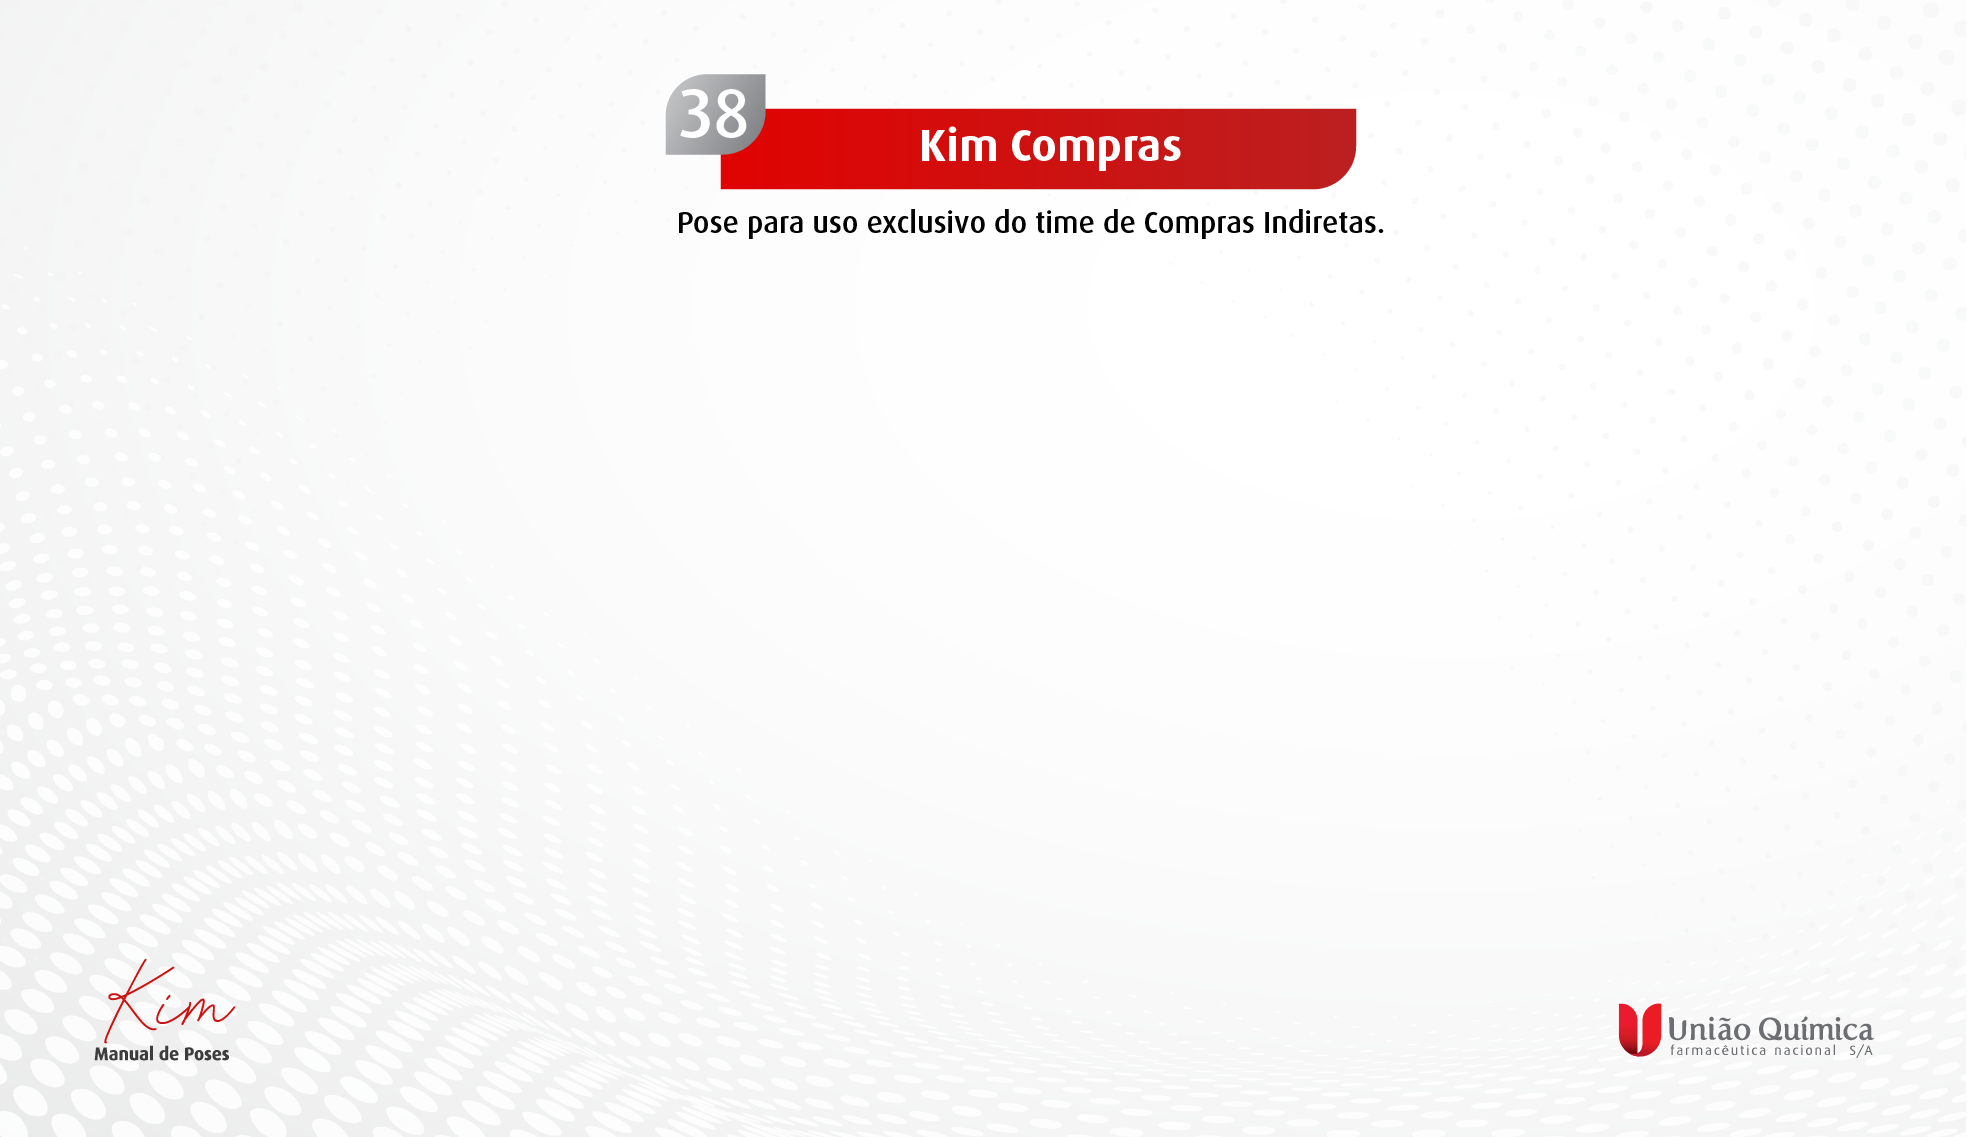 38
Kim Compras
Pose para uso exclusivo do time de Compras Indiretas.
Kim
Manual de Poses
União Química
farmacêutica nacional S/A